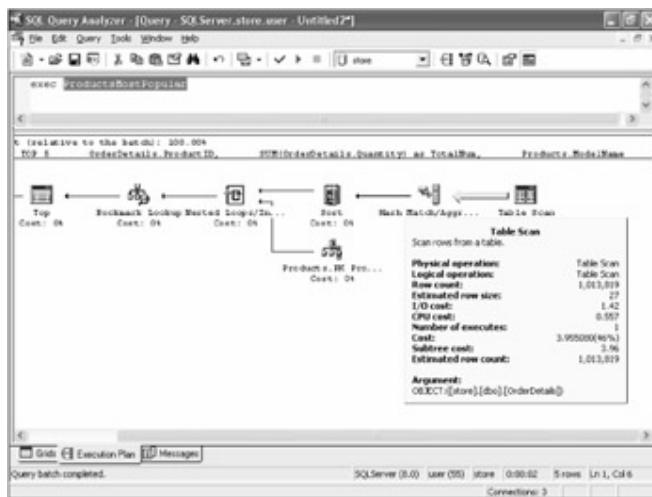 SQL Query Analyzer - [Query - SQLServer.store.user - Untitled2*]
File Edit Query Tools Window Help
store
exec ProductsMostPopular
t (relative to the batch): 100.00%
TOP 5 OrderDetails.ProductID, SUM(OrderDetails.Quantity) as TotalNum, Products.ModelName
Top Bookmark Lookup Nested Loops/In... Sort Hash Match/Aggr... Table Scan
Cost: 0% Cost: 0% Cost: 0%
Products.PK Pro...
Cost: 0%
Table Scan
Scan rows from a table.
Physical operation: Table Scan
Logical operation: Table Scan
Row count: 1,013,819
Estimated row size: 27
I/O cost: 1.42
CPU cost: 0.557
Number of executes: 1
Cost: 3.955080(46%)
Subtree cost: 3.96
Estimated row count: 1,013,819
Argument:
OBJECT:([store].[dbo].[OrderDetails])
Grids Execution Plan Messages
Query batch completed. SQLServer (8.0) user (55) store 0:00:02 5 rows Ln 1, Col 6
Connections: 3